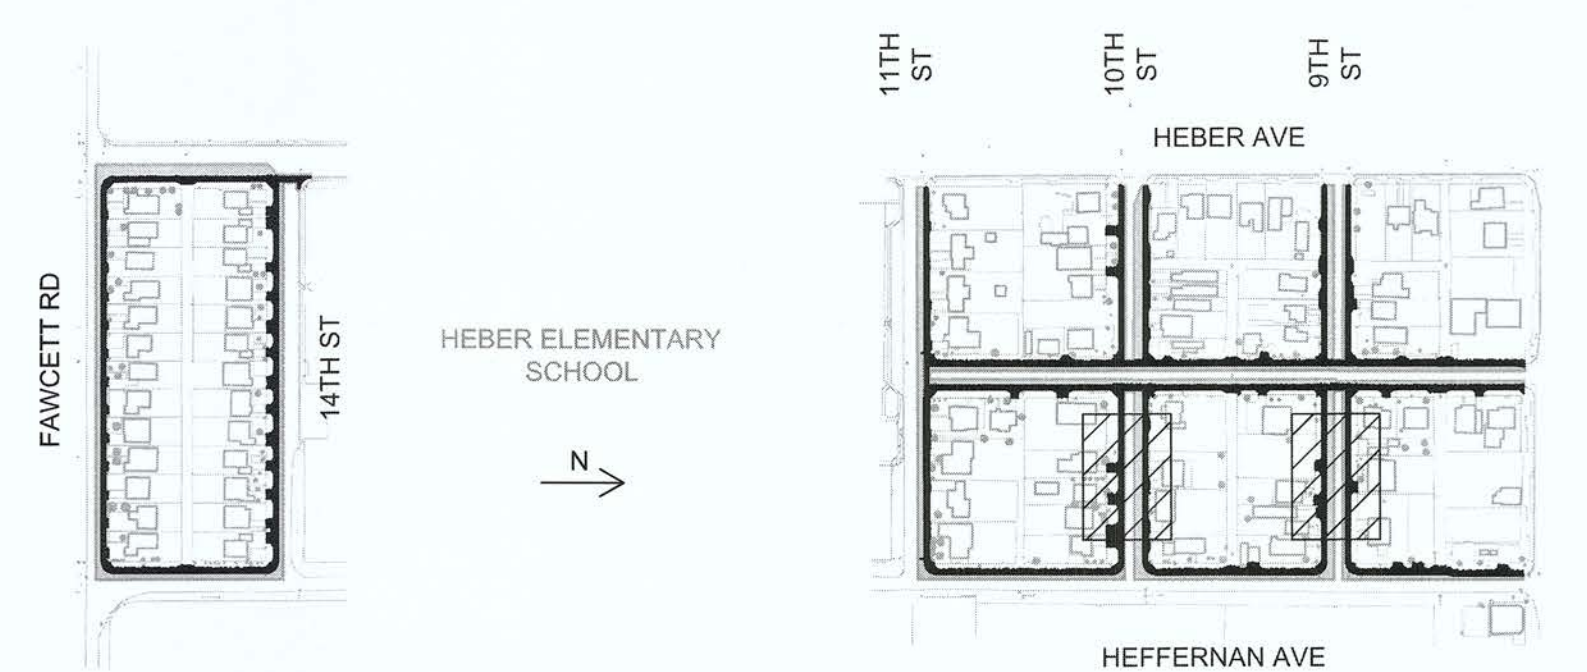 11TH
ST
10TH
ST
9TH
ST
HEBER AVE
FAWCETT RD
14TH ST
HEBER ELEMENTARY
SCHOOL
N
HEFFERNAN AVE